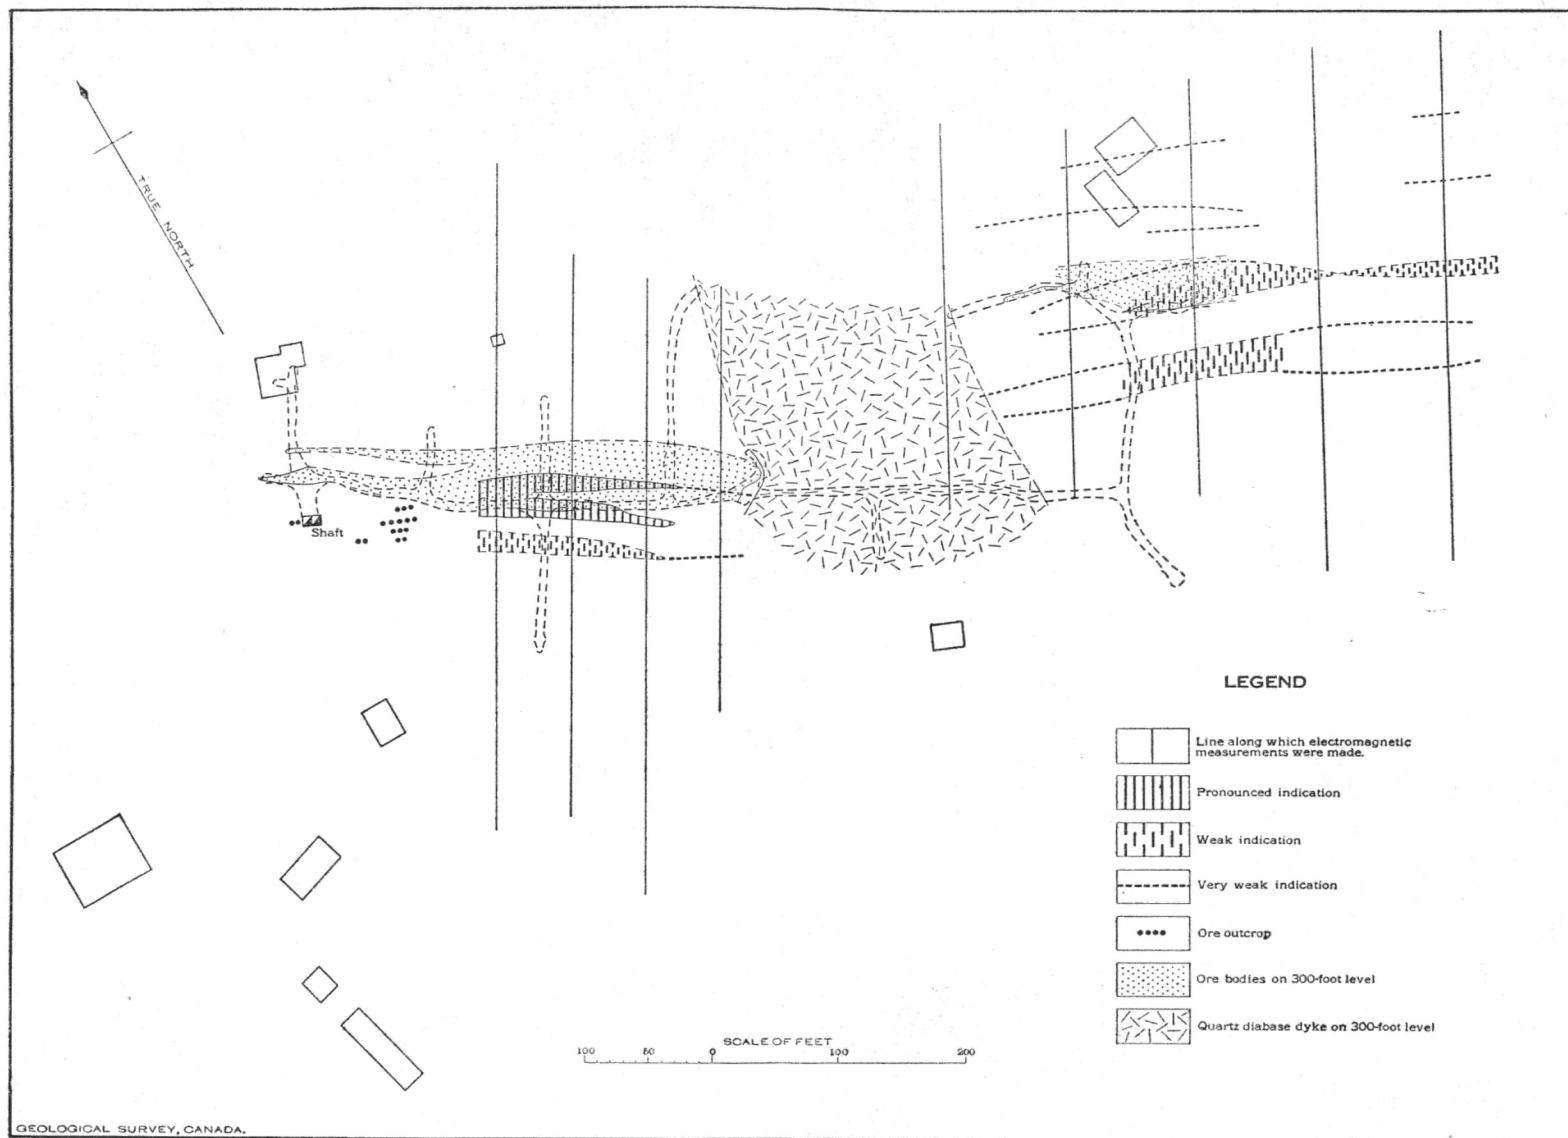 TRUE NORTH
Shaft
LEGEND
Line along which electromagnetic
measurements were made.
Pronounced indication
Weak indication
Very weak indication
Ore outcrop
Ore bodies on 300-foot level
Quartz diabase dyke on 300-foot level
SCALE OF FEET
100 50 0 100 200
GEOLOGICAL SURVEY, CANADA.